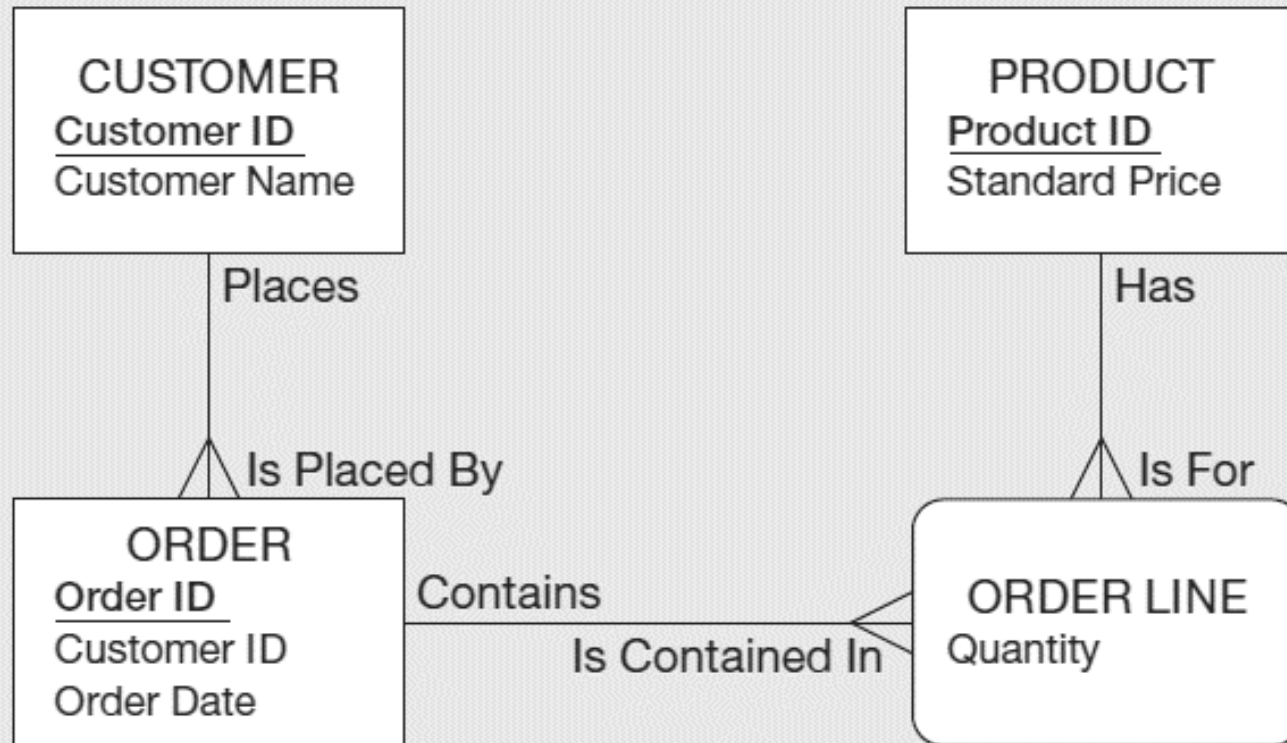 CUSTOMER
Customer ID
Customer Name
PRODUCT
Product ID
Standard Price
Places
Has
Is Placed By
Is For
ORDER
Order ID
Customer ID
Order Date
Contains
Is Contained In
ORDER LINE
Quantity